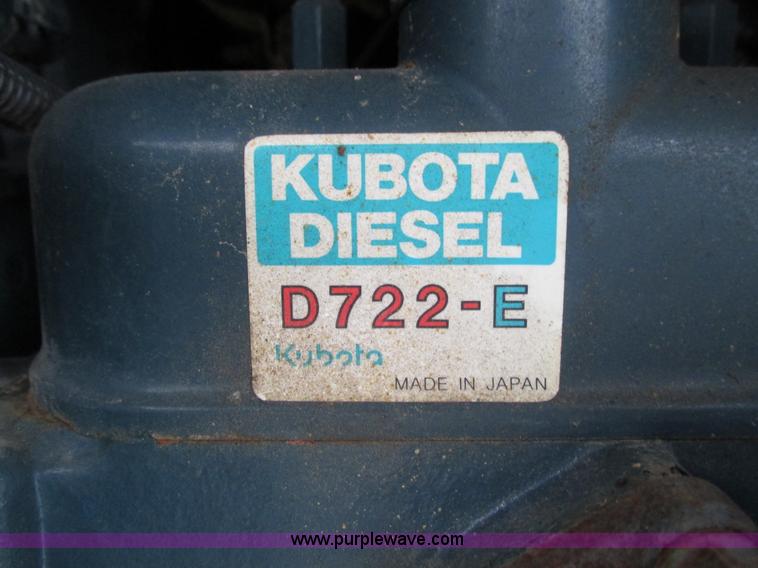 KUBOTA
DIESEL
D722-E
Kubota
MADE IN JAPAN
www.purplewave.com